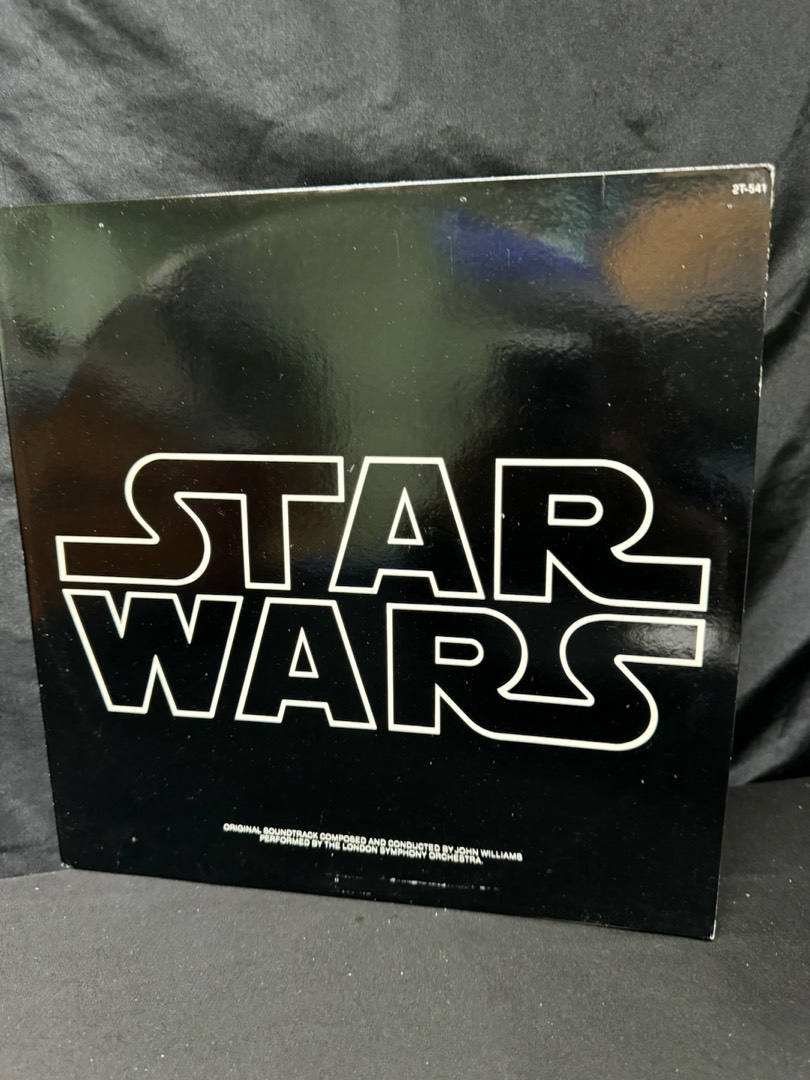 2T-541
STAR
WARS
ORIGINAL SOUNDTRACK COMPOSED AND CONDUCTED BY JOHN WILLIAMS
PERFORMED BY THE LONDON SYMPHONY ORCHESTRA.